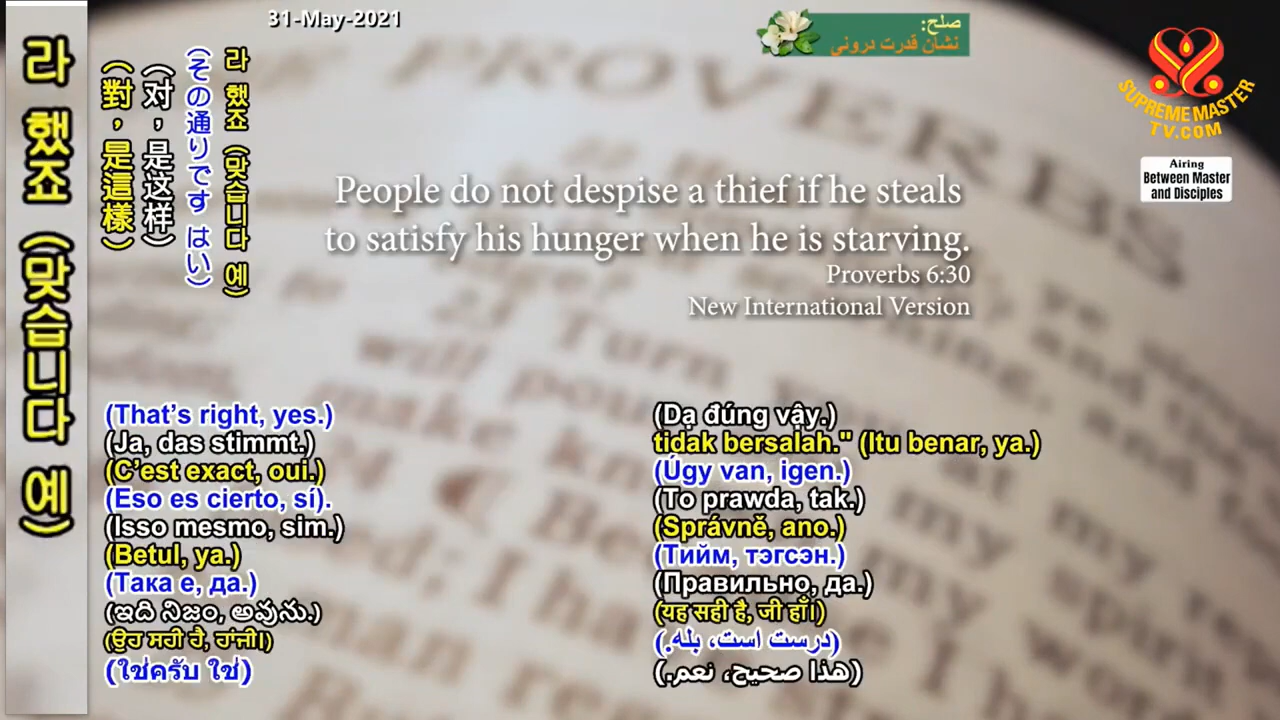 31-May-2021
صلح:
نشان قدرت درونی
SUPREME MASTER
TV.COM
Airing
Between Master
and Disciples
라 했죠 (맞습니다 예)
(對，是這樣)
(对，是这样)
(その通りです はい)
라 했죠 (맞습니다 예)
PROVERBS
People do not despise a thief if he steals
to satisfy his hunger when he is starving.
Proverbs 6:30
New International Version
(That's right, yes.)
(Ja, das stimmt.)
(C'est exact, oui.)
(Eso es cierto, sí).
(Isso mesmo, sim.)
(Betul, ya.)
(Така е, да.)
(ఇది నిజం, అవును.)
(ਉਹ ਸਹੀ ਹੈ, ਹਾਂਜੀ।)
(ใช่ครับ ใช่)
(Dạ đúng vậy.)
tidak bersalah." (Itu benar, ya.)
(Úgy van, igen.)
(To prawda, tak.)
(Správně, ano.)
(Тийм, тэгсэн.)
(Правильно, да.)
(यह सही है, जी हाँ।)
(درست است، بله.)
(هذا صحيح، نعم.)